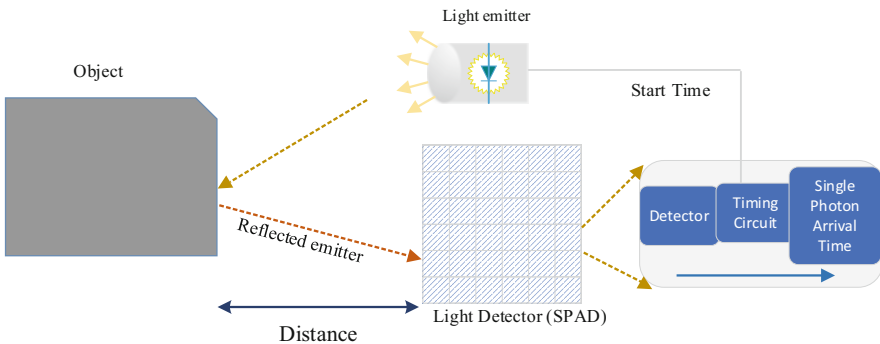 Light emitter
Object
Start Time
Detector
Timing
Circuit
Single
Photon
Arrival
Time
Reflected emitter
Light Detector (SPAD)
Distance